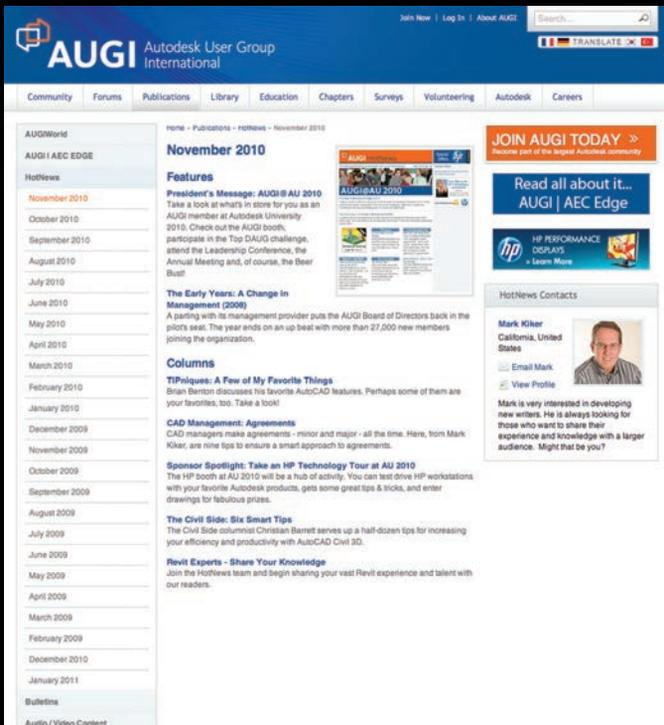 Join Now | Log In | About AUGI
Search...
AUGI Autodesk User Group
International
TRANSLATE
Community Forums Publications Library Education Chapters Surveys Volunteering Autodesk Careers
AUGIWorld
AUGI | AEC EDGE
HotNews
November 2010
October 2010
September 2010
August 2010
July 2010
June 2010
May 2010
April 2010
March 2010
February 2010
January 2010
December 2009
November 2009
October 2009
September 2009
August 2009
July 2009
June 2009
May 2009
April 2009
March 2009
February 2009
December 2010
January 2011
Bulletins
Audio / Video Content
Home - Publications - HotNews - November 2010
November 2010
Features
President's Message: AUGI@AU 2010
Take a look at what's in store for you as an
AUGI member at Autodesk University
2010. Check out the AUGI booth,
participate in the Top DAUG challenge,
attend the Leadership Conference, the
Annual Meeting and, of course, the Beer
Bust!
AUGI HotNews
AUGI@AU 2010
The Early Years: A Change in
Management (2008)
A parting with its management provider puts the AUGI Board of Directors back in the
pilot's seat. The year ends on an up beat with more than 27,000 new members
joining the organization.
Columns
TIPniques: A Few of My Favorite Things
Brian Benton discusses his favorite AutoCAD features. Perhaps some of them are
your favorites, too. Take a look!
CAD Management: Agreements
CAD managers make agreements - minor and major - all the time. Here, from Mark
Kiker, are nine tips to ensure a smart approach to agreements.
Sponsor Spotlight: Take an HP Technology Tour at AU 2010
The HP booth at AU 2010 will be a hub of activity. You can test drive HP workstations
with your favorite Autodesk products, gets some great tips & tricks, and enter
drawings for fabulous prizes.
The Civil Side: Six Smart Tips
The Civil Side columnist Christian Barrett serves up a half-dozen tips for increasing
your efficiency and productivity with AutoCAD Civil 3D.
Revit Experts - Share Your Knowledge
Join the HotNews team and begin sharing your vast Revit experience and talent with
our readers.
JOIN AUGI TODAY »
Become part of the largest Autodesk community
Read all about it...
AUGI | AEC Edge
hp HP PERFORMANCE
DISPLAYS
» Learn More
HotNews Contacts
Mark Kiker
California, United
States
Email Mark
View Profile
Mark is very interested in developing
new writers. He is always looking for
those who want to share their
experience and knowledge with a larger
audience. Might that be you?